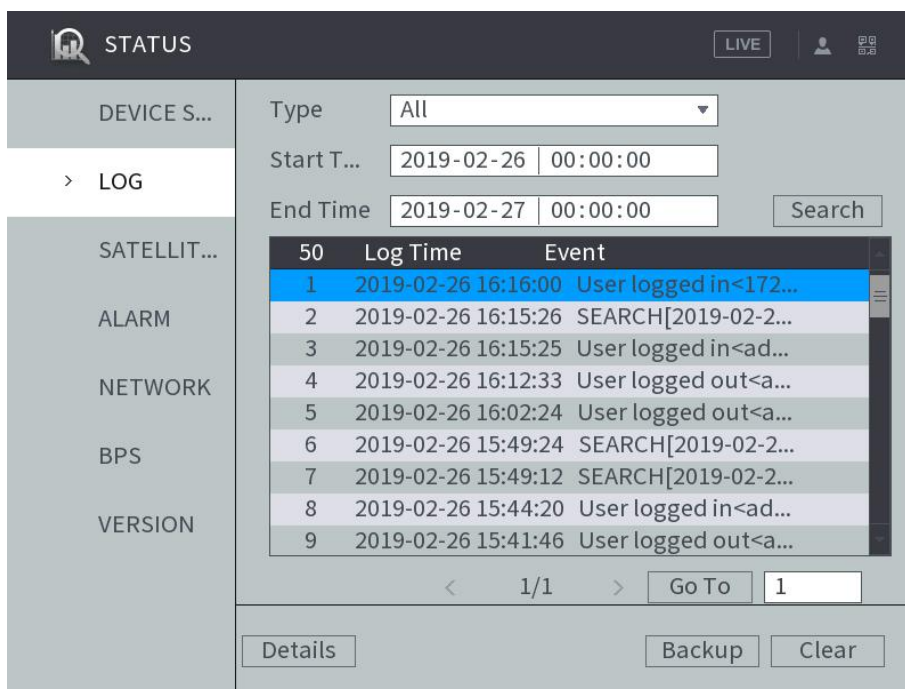 STATUS LIVE
DEVICE S...
LOG
SATELLIT...
ALARM
NETWORK
BPS
VERSION
Type All
Start T... 2019-02-26 00:00:00
End Time 2019-02-27 00:00:00 Search
50 Log Time Event
1 2019-02-26 16:16:00 User logged in<172...
2 2019-02-26 16:15:26 SEARCH[2019-02-2...
3 2019-02-26 16:15:25 User logged in<ad...
4 2019-02-26 16:12:33 User logged out<a...
5 2019-02-26 16:02:24 User logged out<a...
6 2019-02-26 15:49:24 SEARCH[2019-02-2...
7 2019-02-26 15:49:12 SEARCH[2019-02-2...
8 2019-02-26 15:44:20 User logged in<ad...
9 2019-02-26 15:41:46 User logged out<a...
< 1/1 > Go To 1
Details Backup Clear